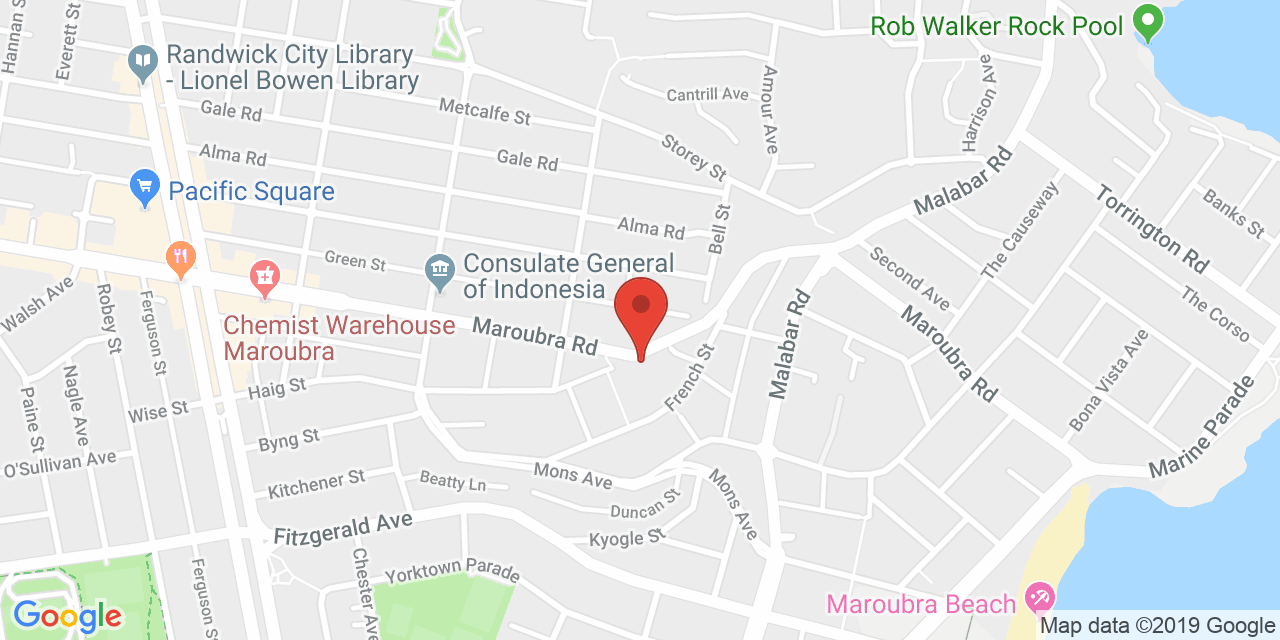 Hannan St
Everett St
Rob Walker Rock Pool
Randwick City Library
- Lionel Bowen Library
Cantrill Ave
Amour Ave
Harrison Ave
Gale Rd
Metcalfe St
Storey St
Alma Rd
Gale Rd
Malabar Rd
Pacific Square
Torrington Rd
Banks St
Alma Rd
Bell St
The Causeway
Green St
Consulate General
of Indonesia
Second Ave
The Corso
Walsh Ave
Robey St
Ferguson St
Chemist Warehouse
Maroubra
Maroubra Rd
Malabar Rd
Maroubra Rd
Bona Vista Ave
French St
Haig St
Wise St
Nagle Ave
Paine St
Marine Parade
Byng St
O'Sullivan Ave
Kitchener St
Beatty Ln
Mons Ave
Duncan St
Mons Ave
Fitzgerald Ave
Kyogle St
Ferguson St
Chester Ave
Yorktown Parade
Maroubra Beach
Google
Map data ©2019 Google